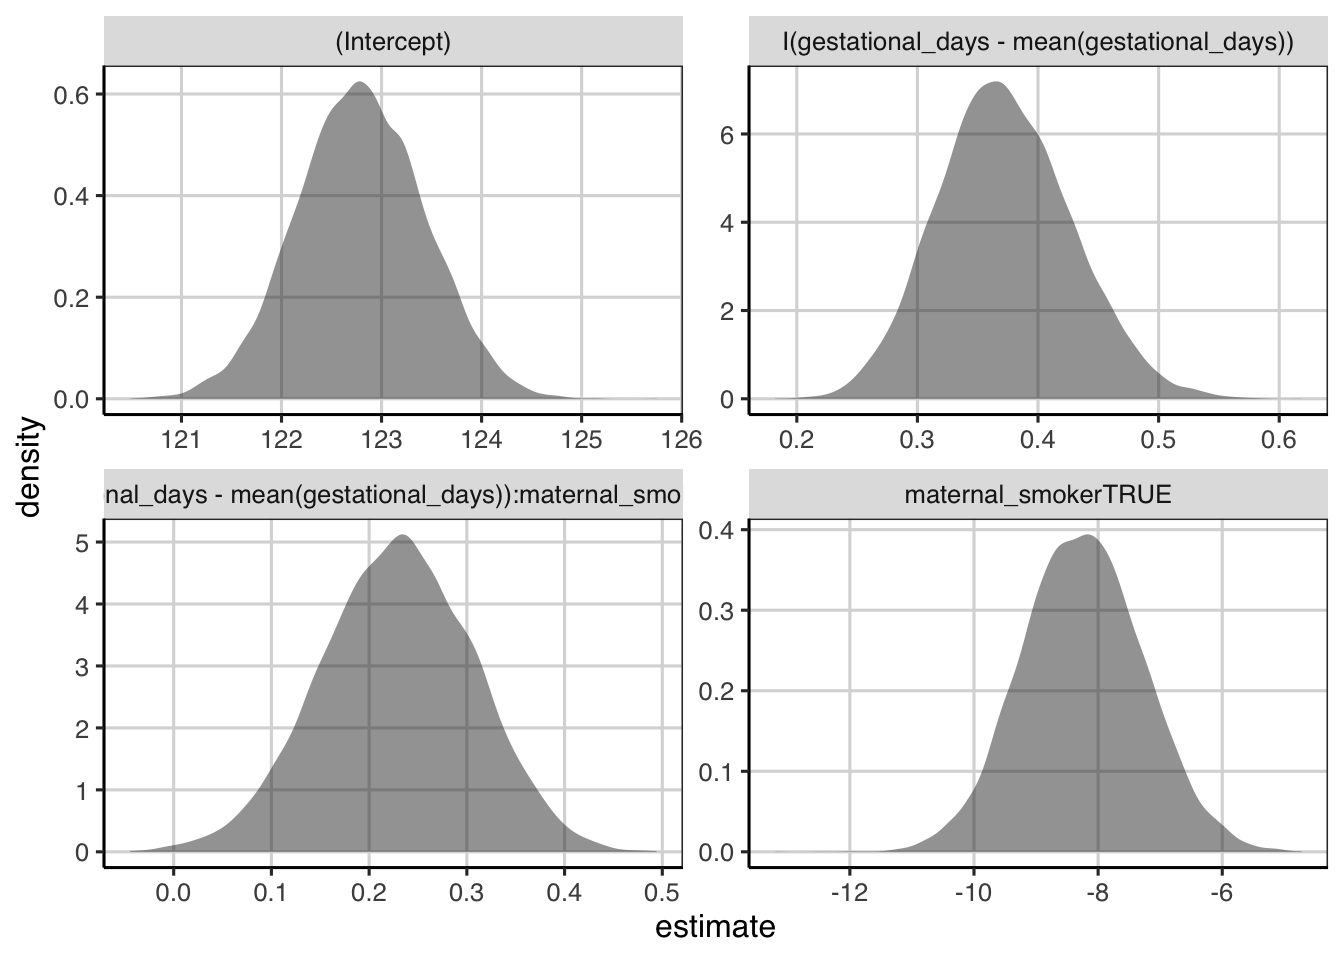 (Intercept)
I(gestational_days - mean(gestational_days))
0.6
0.4
0.2
0.0
121 122 123 124 125 126
6
4
2
0
0.2 0.3 0.4 0.5 0.6
density
nal_days - mean(gestational_days)):maternal_smo
maternal_smokerTRUE
5
4
3
2
1
0
0.0 0.1 0.2 0.3 0.4 0.5
0.4
0.3
0.2
0.1
0.0
-12 -10 -8 -6
estimate